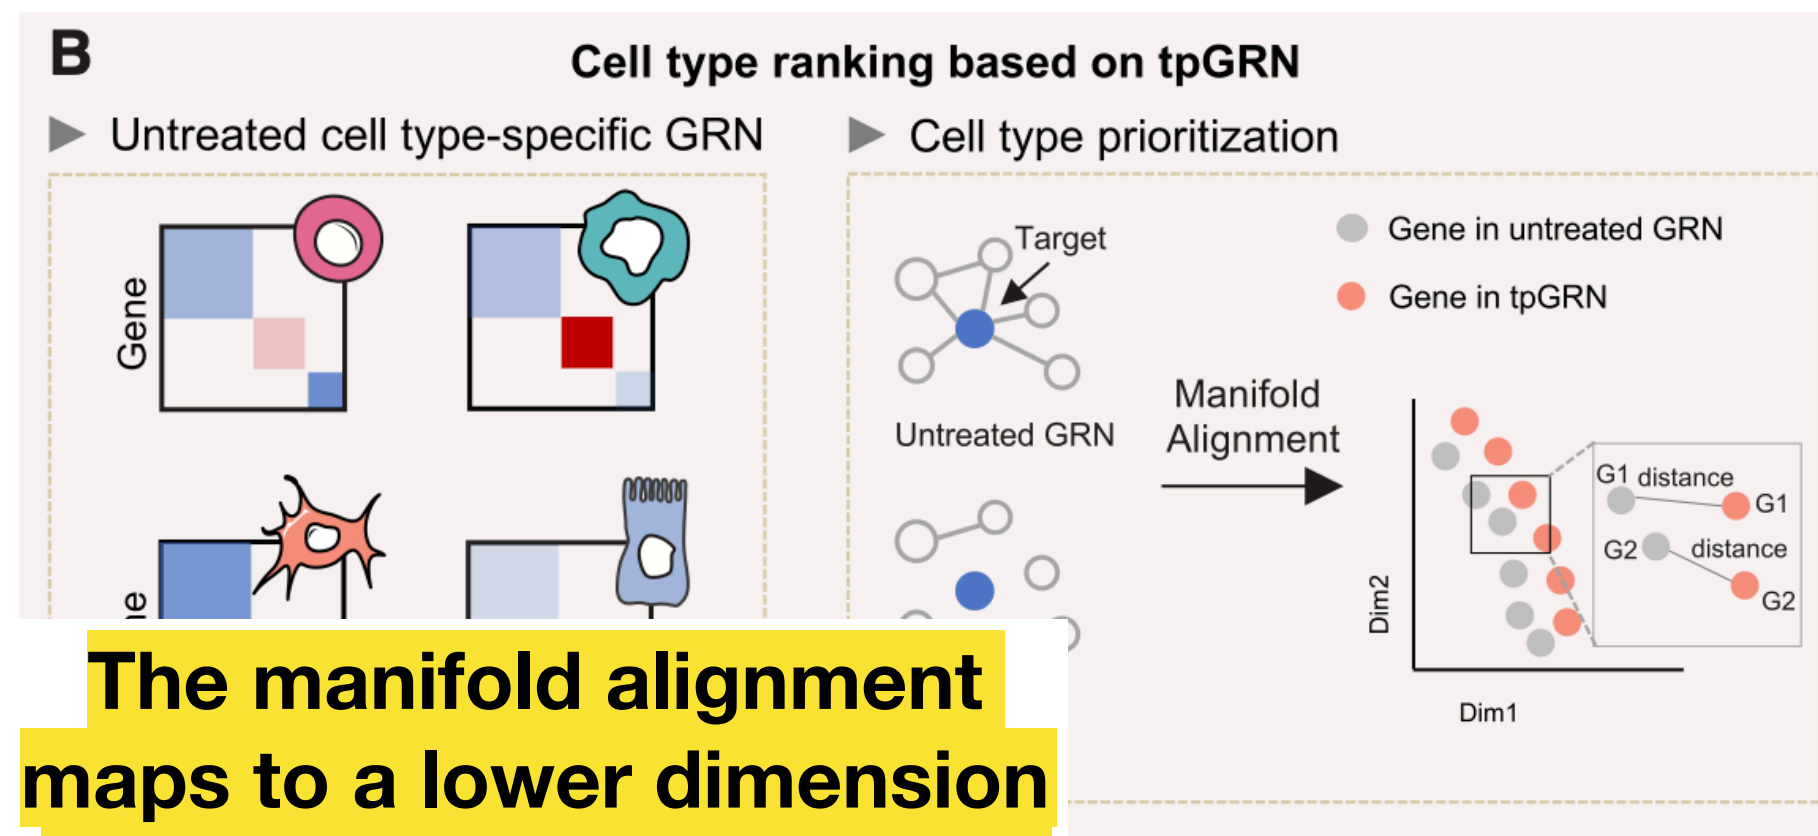 B
Cell type ranking based on tpGRN
Untreated cell type-specific GRN
Gene
Cell type prioritization
Target
Untreated GRN
Manifold
Alignment
Gene in untreated GRN
Gene in tpGRN
G1 distance G1
G2 distance G2
Dim2
Dim1
The manifold alignment
maps to a lower dimension